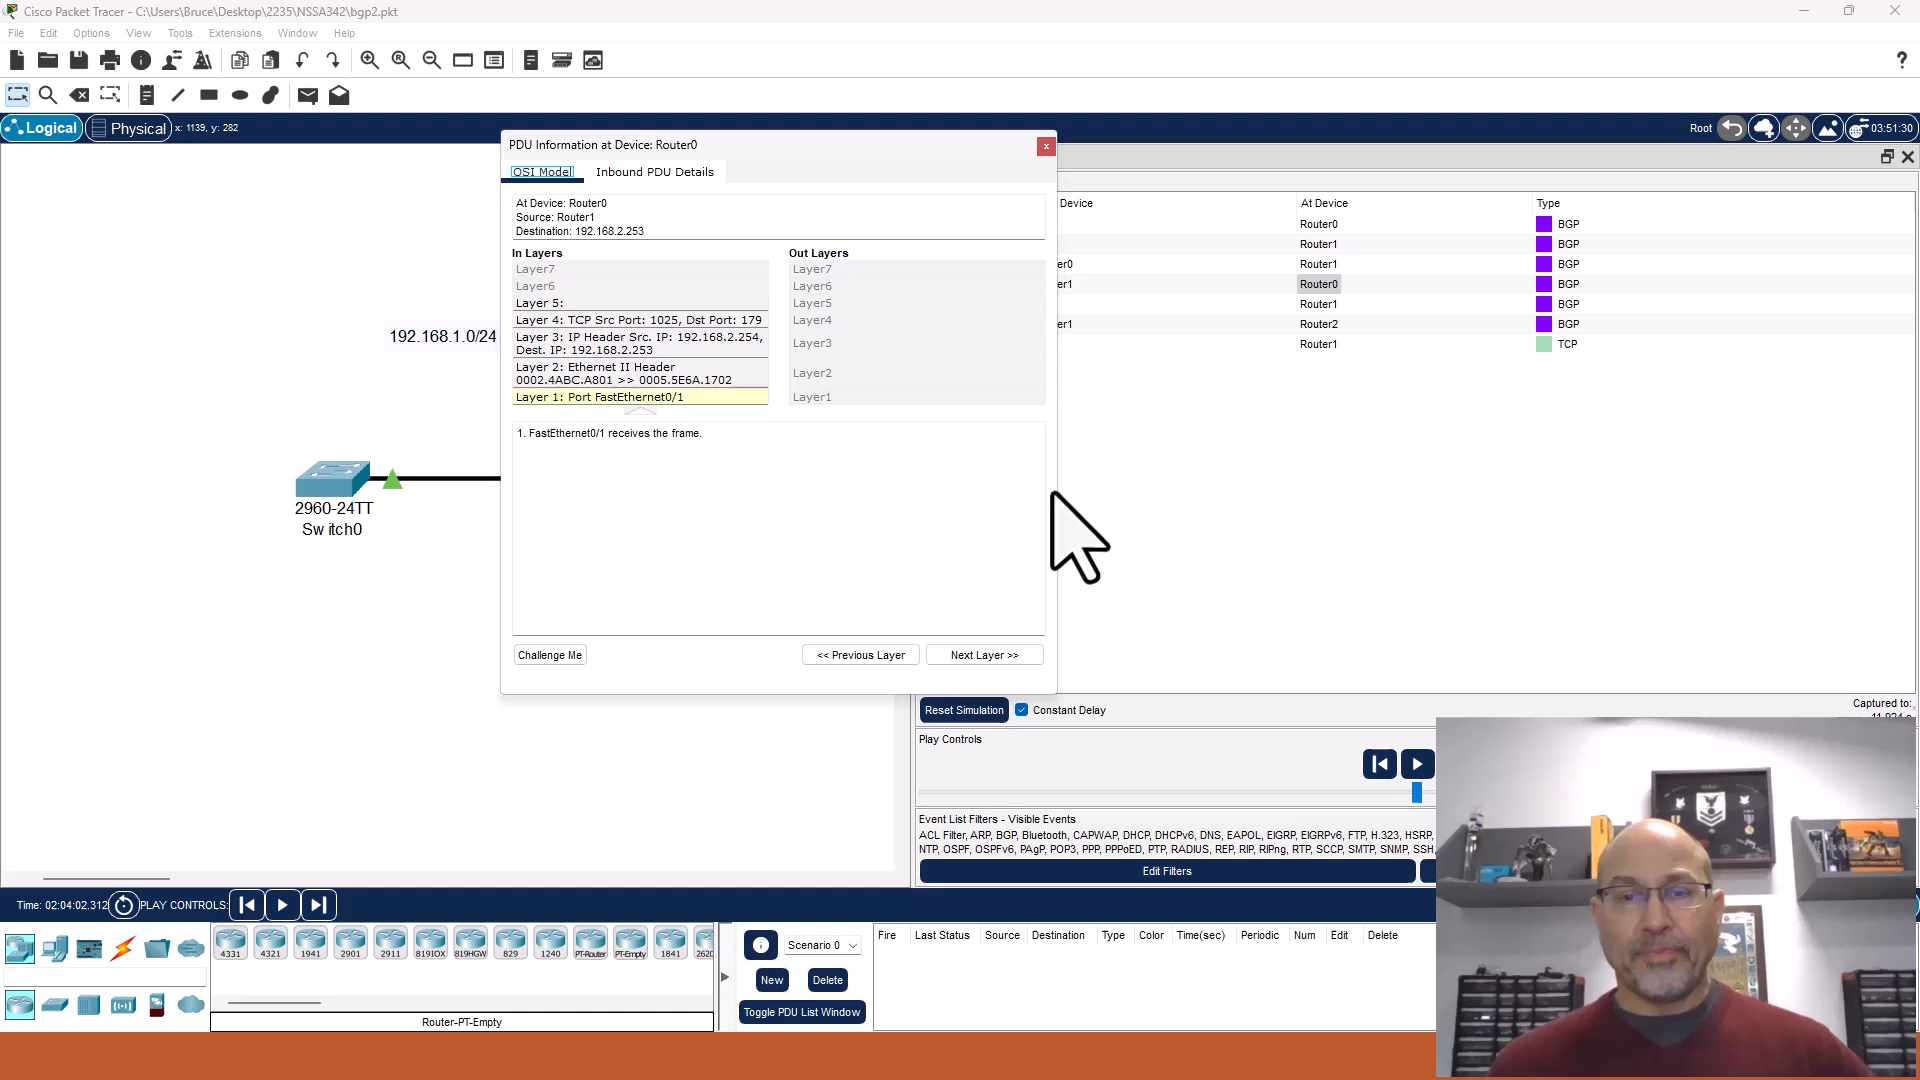 Cisco Packet Tracer - C:\Users\Bruce\Desktop\2235\NSSA342\bgp2.pkt
File Edit Options View Tools Extensions Window Help
Logical Physical x: 1139, y: 282
Root 03:51:30
PDU Information at Device: Router0
x
OSI Model Inbound PDU Details
At Device: Router0
Source: Router1
Destination: 192.168.2.253
In Layers Out Layers
Layer7 Layer7
Layer6 Layer6
Layer 5: Layer5
Layer 4: TCP Src Port: 1025, Dst Port: 179 Layer4
Layer 3: IP Header Src. IP: 192.168.2.254,
Dest. IP: 192.168.2.253 Layer3
Layer 2: Ethernet II Header
0002.4ABC.A801 >> 0005.5E6A.1702 Layer2
Layer 1: Port FastEthernet0/1 Layer1
1. FastEthernet0/1 receives the frame.
Challenge Me << Previous Layer Next Layer >>
Device At Device Type
Router0 BGP
Router1 BGP
er0 Router1 BGP
er1 Router0 BGP
Router1 BGP
er1 Router2 BGP
Router1 TCP
192.168.1.0/24
2960-24TT
Switch0
Reset Simulation Constant Delay Captured to:
Play Controls
Event List Filters - Visible Events
ACL Filter, ARP, BGP, Bluetooth, CAPWAP, DHCP, DHCPv6, DNS, EAPOL, EIGRP, EIGRPv6, FTP, H.323, HSRP,
NTP, OSPF, OSPFv6, PAgP, POP3, PPP, PPPoED, PTP, RADIUS, REP, RIP, RIPng, RTP, SCCP, SMTP, SNMP, SSH,
Edit Filters
Time: 02:04:02.312 PLAY CONTROLS:
4331 4321 1941 2901 2911 819IOX 819HGW 829 1240 PT-Router PT-Empty 1841 2620
Router-PT-Empty
Scenario 0
New Delete
Toggle PDU List Window
Fire Last Status Source Destination Type Color Time(sec) Periodic Num Edit Delete